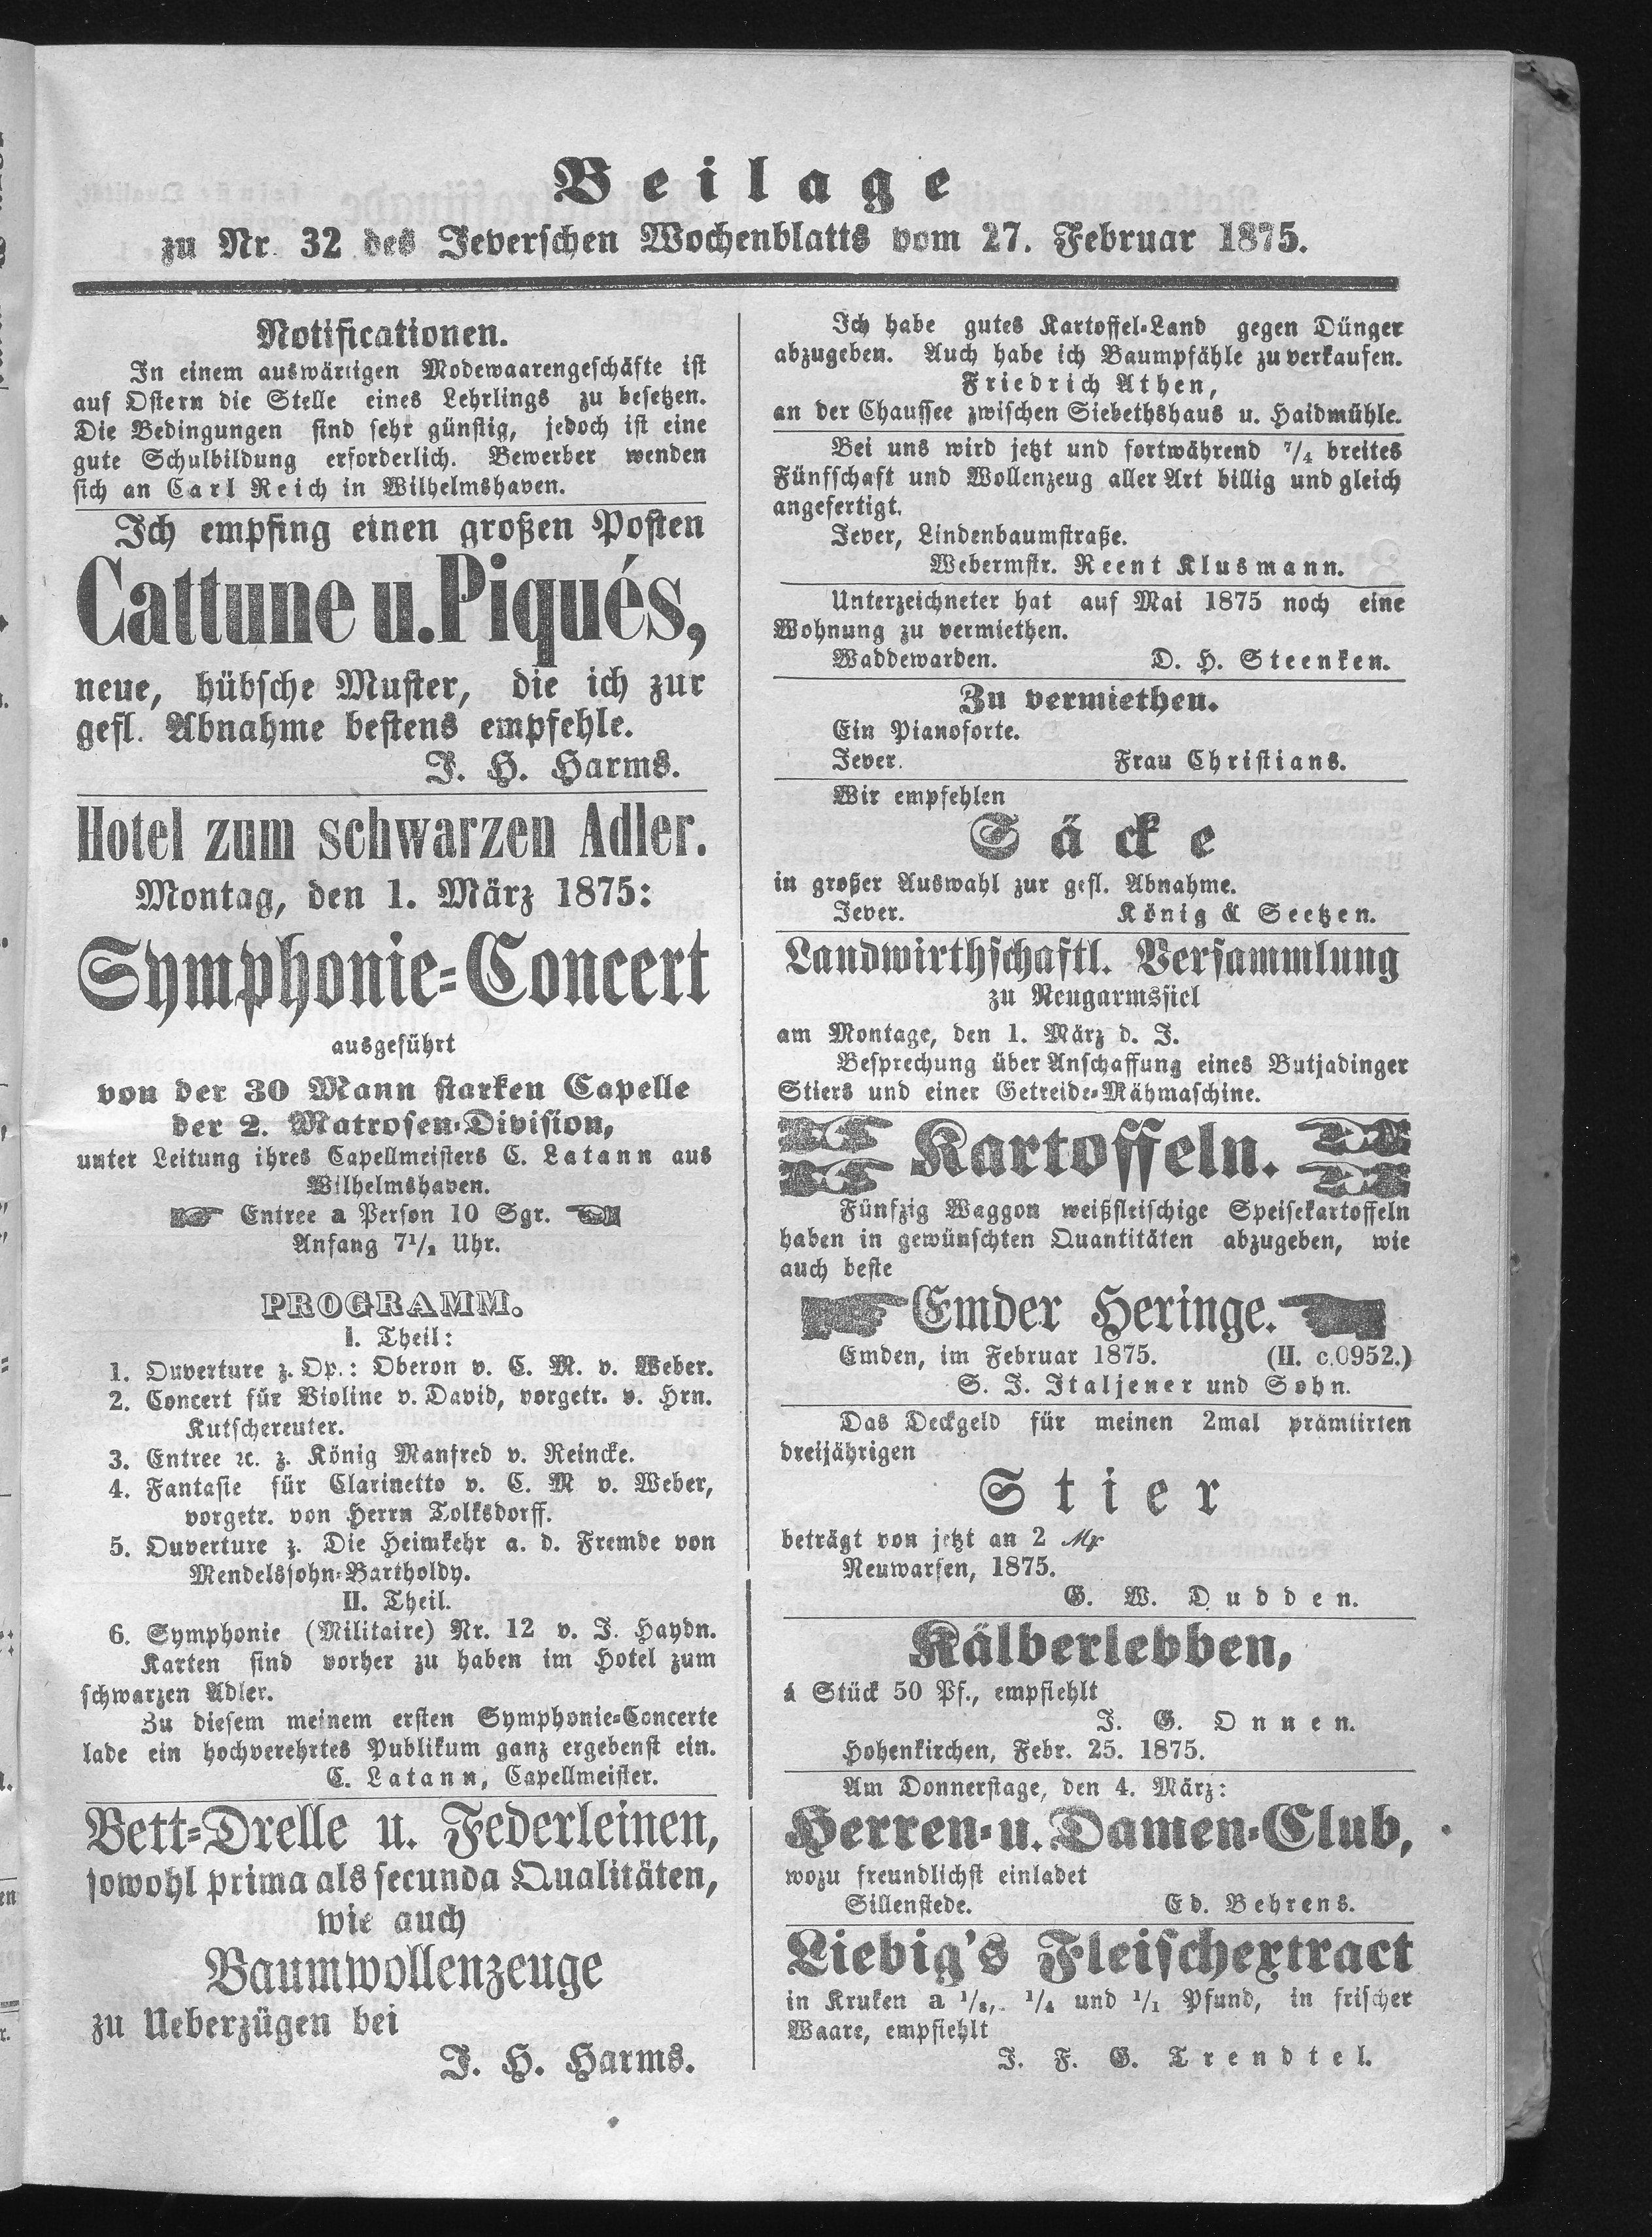 Beilage
zu Nr. 32 des Jeverschen Wochenblatts vom 27. Februar 1875.
Notificationen.
In einem auswärtigen Modewaarengeschäfte ist
auf Ostern die Stelle eines Lehrlings zu besetzen.
Die Bedingungen sind sehr günstig, jedoch ist eine
gute Schulbildung erforderlich. Bewerber wenden
sich an Carl Reich in Wilhelmshaven.
Ich empfing einen großen Posten
Cattune u. Piqués,
neue, hübsche Muster, die ich zur
gefl. Abnahme bestens empfehle.
J. H. Harms.
Hotel zum schwarzen Adler.
Montag, den 1. März 1875:
Symphonie-Concert
ausgeführt
von der 30 Mann starken Capelle
der 2. Matrosen-Division,
unter Leitung ihres Capellmeisters C. Latann aus
Wilhelmshaven.
Entree a Person 10 Sgr.
Anfang 7 1/2 Uhr.
PROGRAMM.
I. Theil:
1. Ouverture z. Op.: Oberon v. C. M. v. Weber.
2. Concert für Violine v. David, vorgetr. v. Hrn.
Kutschereuter.
3. Entree ꝛc. z. König Manfred v. Reincke.
4. Fantasie für Clarinetto v. C. M v. Weber,
vorgetr. von Herrn Tolksdorff.
5. Ouverture z. Die Heimkehr a. d. Fremde von
Mendelssohn-Bartholdy.
II. Theil.
6. Symphonie (Militaire) Nr. 12 v. J. Haydn.
Karten sind vorher zu haben im Hotel zum
schwarzen Adler.
Zu diesem meinem ersten Symphonie-Concerte
lade ein hochverehrtes Publikum ganz ergebenst ein.
C. Latann, Capellmeister.
Bett-Drelle u. Federleinen,
sowohl prima als secunda Qualitäten,
wie auch
Baumwollenzeuge
zu Ueberzügen bei
J. H. Harms.
Ich habe gutes Kartoffel-Land gegen Dünger
abzugeben. Auch habe ich Baumpfähle zu verkaufen.
Friedrich Athen,
an der Chaussee zwischen Siebethshaus u. Haidmühle.
Bei uns wird jetzt und fortwährend 7/4 breites
Fünfschaft und Wollenzeug aller Art billig und gleich
angefertigt.
Jever, Lindenbaumstraße.
Webermstr. Reent Klusmann.
Unterzeichneter hat auf Mai 1875 noch eine
Wohnung zu vermiethen.
Waddewarden. D. H. Steenken.
Zu vermiethen.
Ein Pianoforte.
Jever. Frau Christians.
Wir empfehlen
Säcke
in großer Auswahl zur gefl. Abnahme.
Jever. König & Seetzen.
Landwirthschaftl. Versammlung
zu Neugarmssiel
am Montage, den 1. März d. J.
Besprechung über Anschaffung eines Butjadinger
Stiers und einer Getreide-Mähmaschine.
Kartoffeln.
Fünfzig Waggon weißfleischige Speisekartoffeln
haben in gewünschten Quantitäten abzugeben, wie
auch beste
Emder Heringe.
Emden, im Februar 1875. (H. c.0952.)
S. J. Italjener und Sohn.
Das Deckgeld für meinen 2mal prämiirten
dreijährigen
Stier
beträgt von jetzt an 2 ℳ
Neuwarfen, 1875.
G. W. Dudden.
Kälberlebben,
á Stück 50 Pf., empfiehlt
J. G. Onnen.
Hohenkirchen, Febr. 25. 1875.
Am Donnerstage, den 4. März:
Herren- u. Damen-Club,
wozu freundlichst einladet
Sillenstede. Ed. Behrens.
Liebig's Fleischextract
in Kruken a 1/8, 1/4 und 1/1 Pfund, in frischer
Waare, empfiehlt
J. F. G. Trendtel.